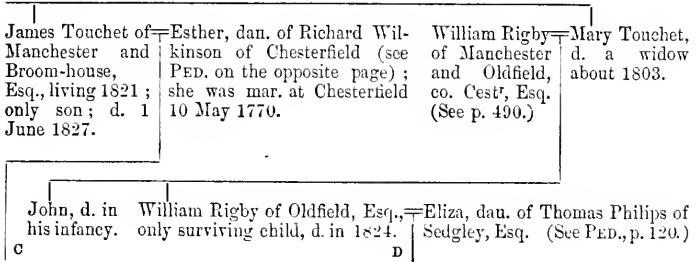 James Touchet of
Manchester and
Broom-house,
Esq., living 1821 ;
only son ; d. 1
June 1827.
Esther, dau. of Richard Wil-
kinson of Chesterfield (see
PED. on the opposite page) ;
she was mar. at Chesterfield
10 May 1770.
William Rigby
of Manchester
and Oldfield,
co. Cestʳ, Esq.
(See p. 490.)
Mary Touchet,
d. a widow
about 1803.
John, d. in
his infancy.
C
William Rigby of Oldfield, Esq.,
only surviving child, d. in 1824.
D
Eliza, dau. of Thomas Philips of
Sedgley, Esq. (See PED., p. 120.)